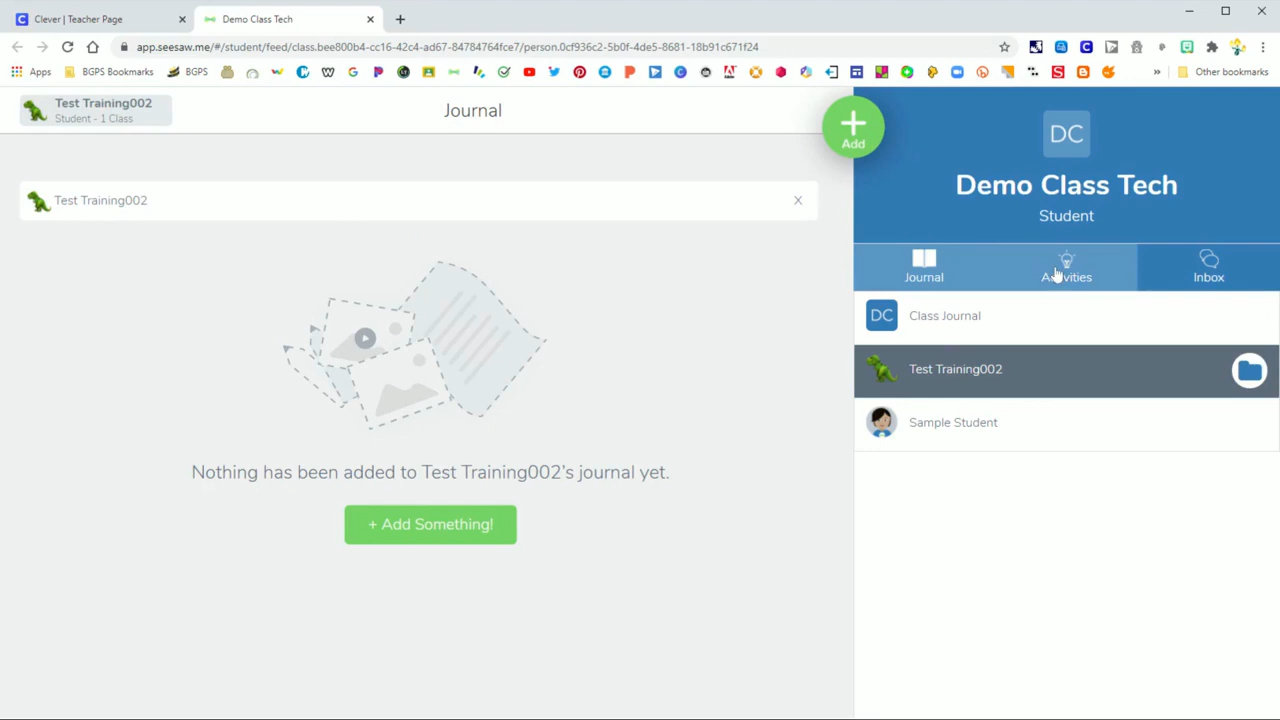 Clever | Teacher Page
Demo Class Tech
app.seesaw.me/#/student/feed/class.bee800b4-cc16-42c4-ad67-84784764fce7/person.0cf936c2-5b0f-4de5-8681-18b91c671f24
Apps
BGPS Bookmarks
BGPS
Other bookmarks
Test Training002
Student - 1 Class
Journal
Add
DC
Demo Class Tech
Student
Test Training002
X
Journal
Activities
Inbox
DC
Class Journal
Test Training002
Sample Student
Nothing has been added to Test Training002's journal yet.
+ Add Something!